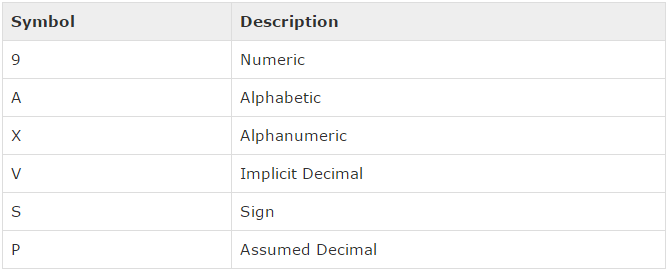 Symbol Description
9 Numeric
A Alphabetic
X Alphanumeric
V Implicit Decimal
S Sign
P Assumed Decimal